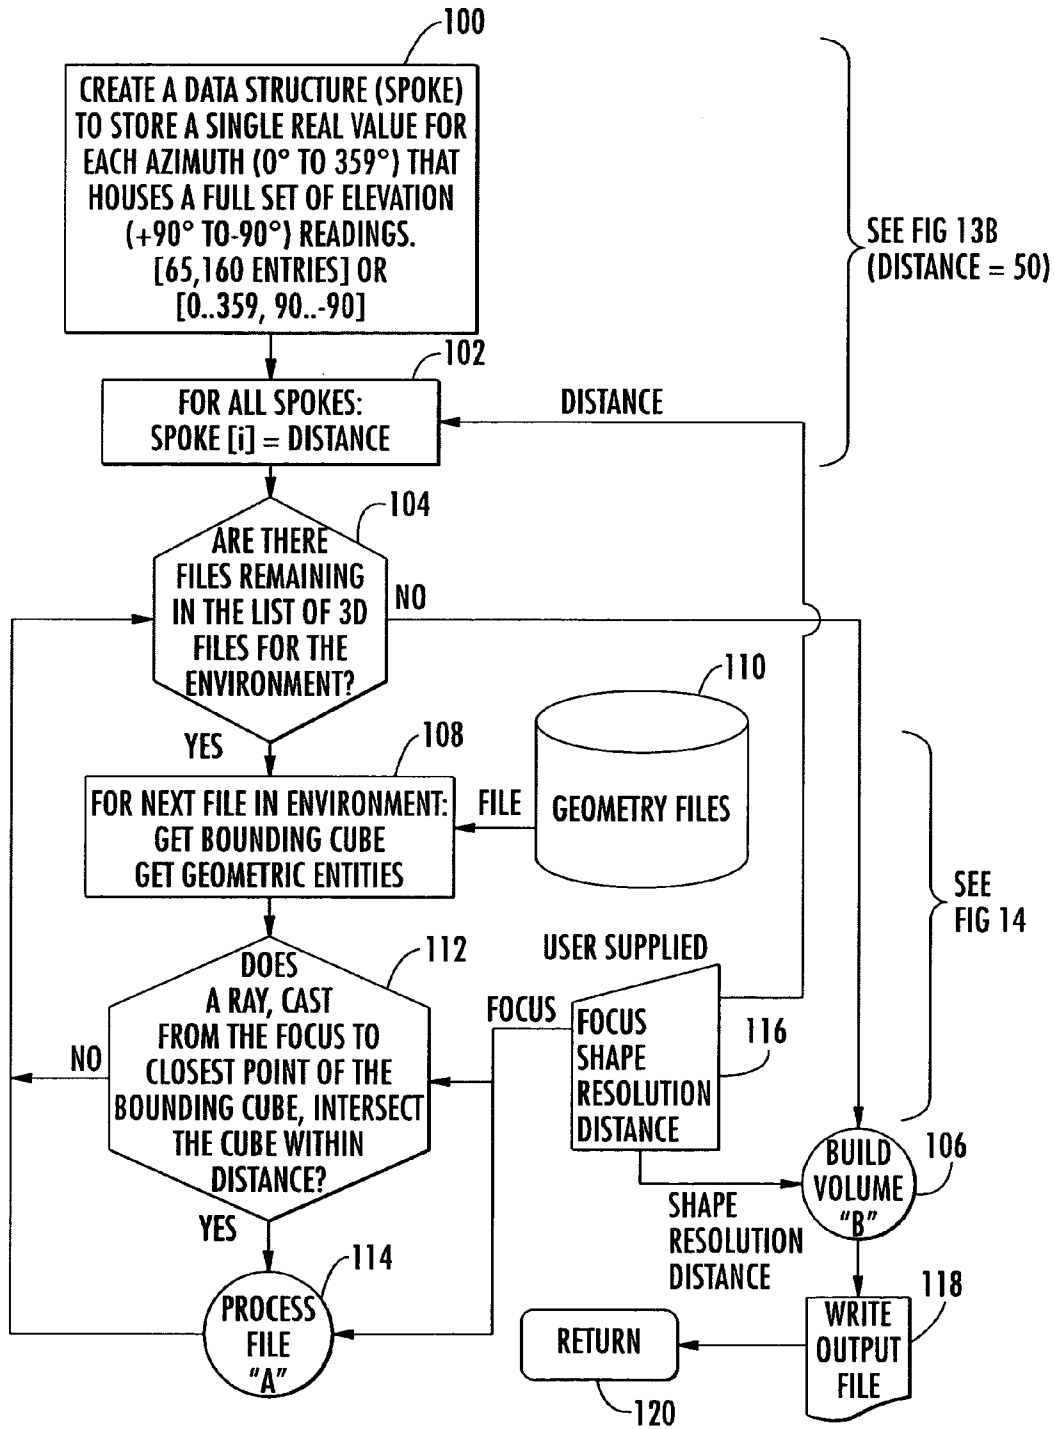 100
CREATE A DATA STRUCTURE (SPOKE)
TO STORE A SINGLE REAL VALUE FOR
EACH AZIMUTH (0° TO 359°) THAT
HOUSES A FULL SET OF ELEVATION
(+90° TO-90°) READINGS.
[65,160 ENTRIES] OR
[0..359, 90..-90]
SEE FIG 13B
(DISTANCE = 50)
102
FOR ALL SPOKES:
SPOKE [i] = DISTANCE
DISTANCE
104
ARE THERE
FILES REMAINING
IN THE LIST OF 3D
FILES FOR THE
ENVIRONMENT?
NO
YES
108
FOR NEXT FILE IN ENVIRONMENT:
GET BOUNDING CUBE
GET GEOMETRIC ENTITIES
FILE
110
GEOMETRY FILES
SEE
FIG 14
112
DOES
A RAY, CAST
FROM THE FOCUS TO
CLOSEST POINT OF THE
BOUNDING CUBE, INTERSECT
THE CUBE WITHIN
DISTANCE?
NO
YES
FOCUS
USER SUPPLIED
FOCUS
SHAPE
RESOLUTION
DISTANCE
116
SHAPE
RESOLUTION
DISTANCE
BUILD
VOLUME
"B"
106
114
PROCESS
FILE
"A"
118
WRITE
OUTPUT
FILE
RETURN
120